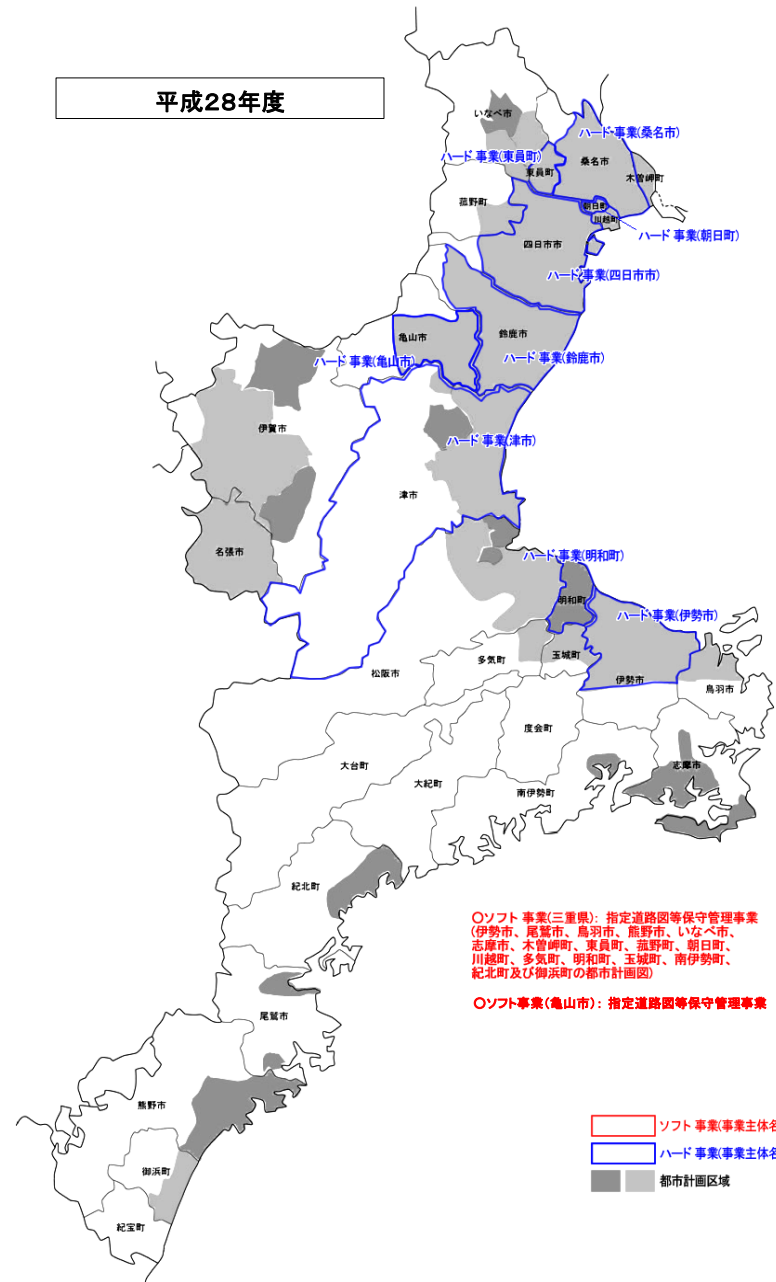 平成28年度
いなべ市
ハード事業(桑名市)
ハード事業(東員町)
桑名市
東員町
木曽岬町
菰野町
朝日町
川越町
ハード事業(朝日町)
四日市市
ハード事業(四日市市)
亀山市
鈴鹿市
ハード事業(亀山市)
ハード事業(鈴鹿市)
伊賀市
ハード事業(津市)
津市
名張市
ハード事業(明和町)
明和町
ハード事業(伊勢市)
多気町
玉城町
松阪市
伊勢市
鳥羽市
度会町
大台町
志摩市
大紀町
南伊勢町
紀北町
〇ソフト事業(三重県): 指定道路図等保守管理事業
(伊勢市、尾鷲市、鳥羽市、熊野市、いなべ市、
志摩市、木曽岬町、東員町、菰野町、朝日町、
川越町、多気町、明和町、玉城町、南伊勢町、
紀北町及び御浜町の都市計画図)
〇ソフト事業(亀山市): 指定道路図等保守管理事業
尾鷲市
熊野市
御浜町
紀宝町
ソフト事業(事業主体名
ハード事業(事業主体名
都市計画区域